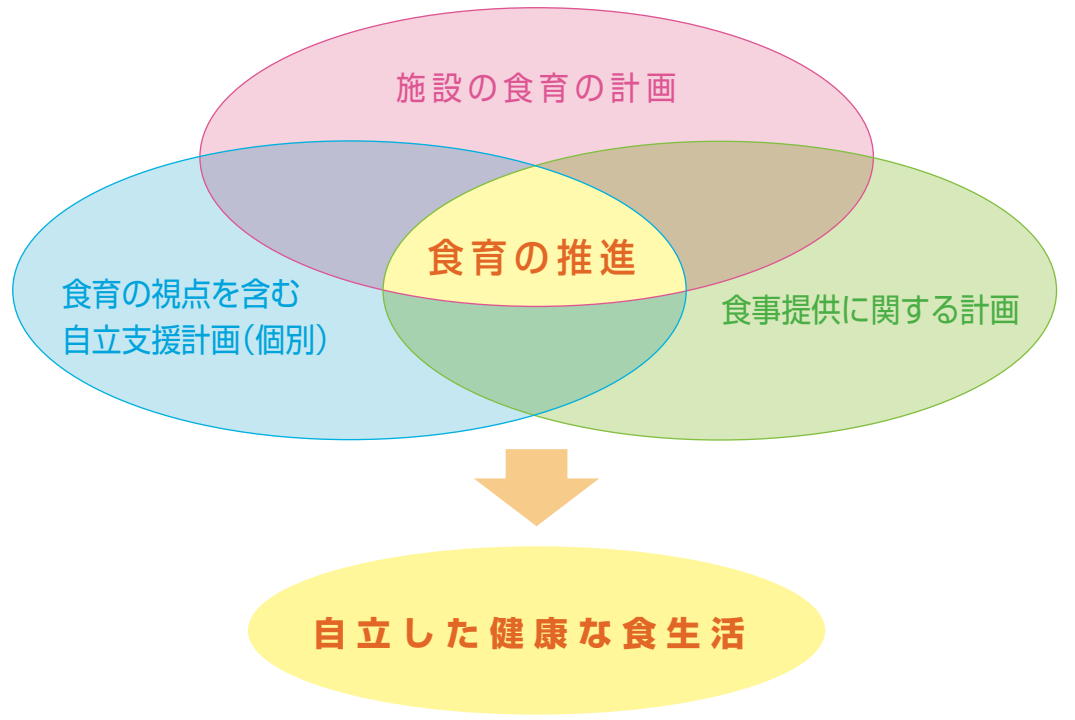 施設の食育の計画
食育の推進
食育の視点を含む
自立支援計画(個別)
食事提供に関する計画
自立した健康な食生活